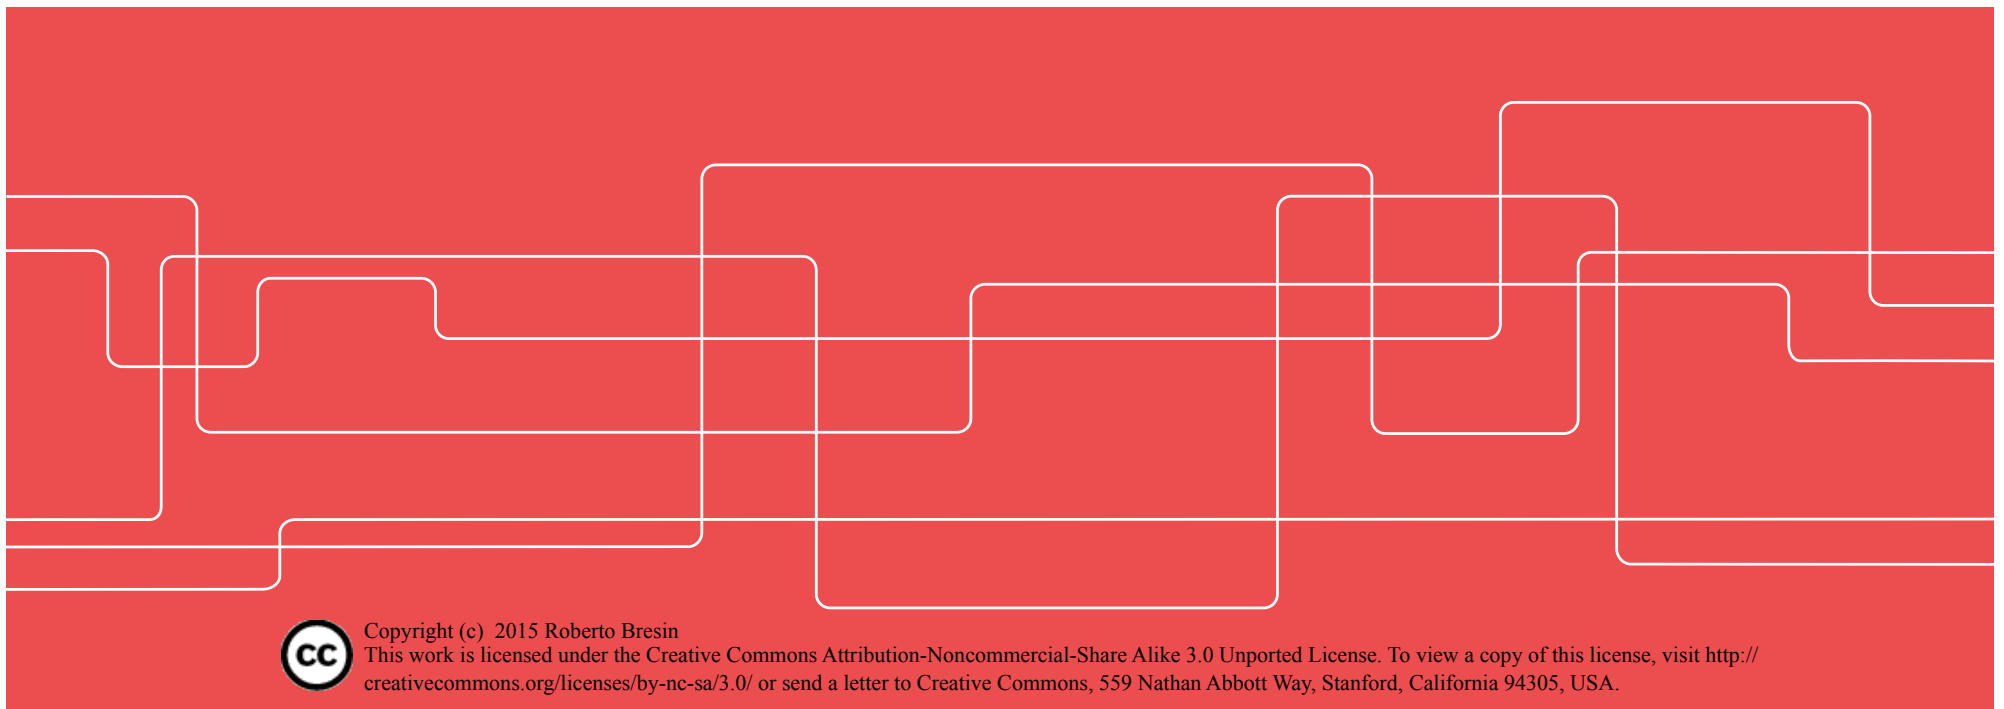 CC
Copyright (c) 2015 Roberto Bresin
This work is licensed under the Creative Commons Attribution-Noncommercial-Share Alike 3.0 Unported License. To view a copy of this license, visit http://
creativecommons.org/licenses/by-nc-sa/3.0/ or send a letter to Creative Commons, 559 Nathan Abbott Way, Stanford, California 94305, USA.